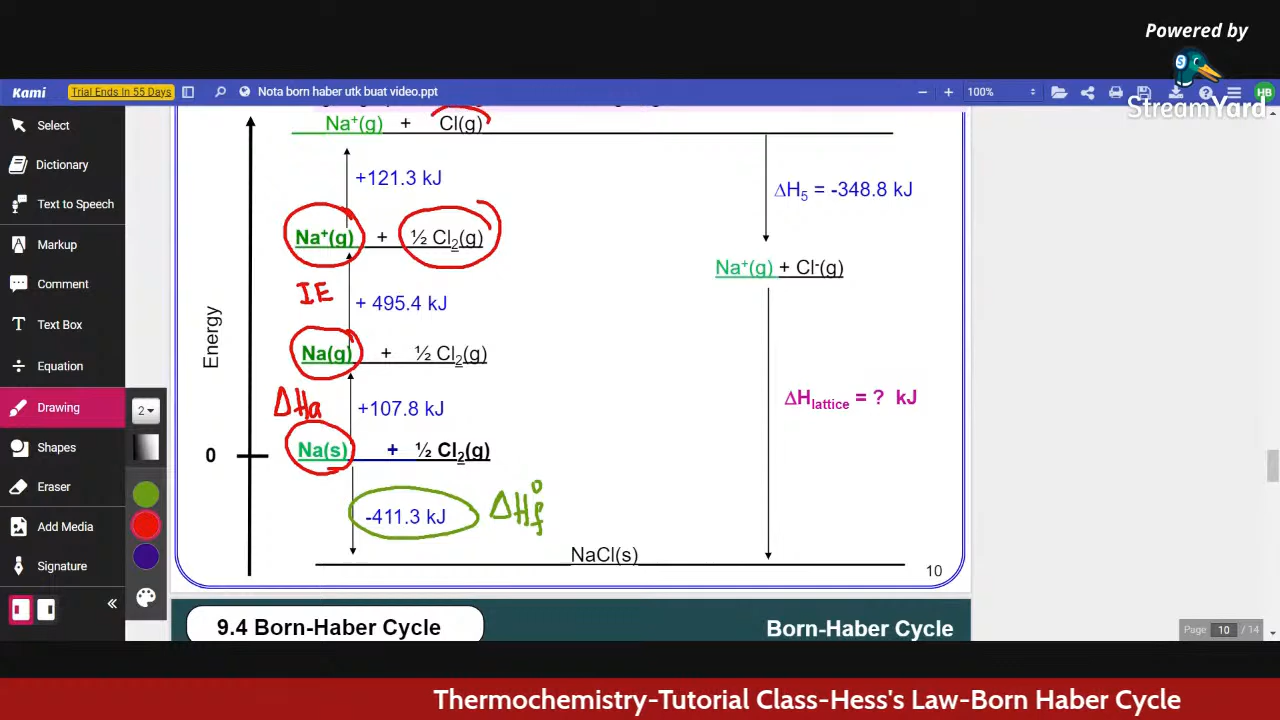 Powered by
StreamYard
Kami
Trial Ends In 55 Days
Nota born haber utk buat video.ppt
100%
HB
Select
Dictionary
Text to Speech
Markup
Comment
Text Box
Equation
Drawing
Shapes
Eraser
Add Media
Signature
2
Na⁺(g) + Cl(g)
+121.3 kJ
ΔH₅ = -348.8 kJ
Na⁺(g) + ½ Cl₂(g)
Na⁺(g) + Cl⁻(g)
IE
+ 495.4 kJ
Energy
Na(g) + ½ Cl₂(g)
ΔHa
+107.8 kJ
ΔHlattice = ? kJ
0
Na(s) + ½ Cl₂(g)
-411.3 kJ
ΔH°f
NaCl(s)
10
9.4 Born-Haber Cycle
Born-Haber Cycle
Page 10 / 14
Thermochemistry-Tutorial Class-Hess's Law-Born Haber Cycle